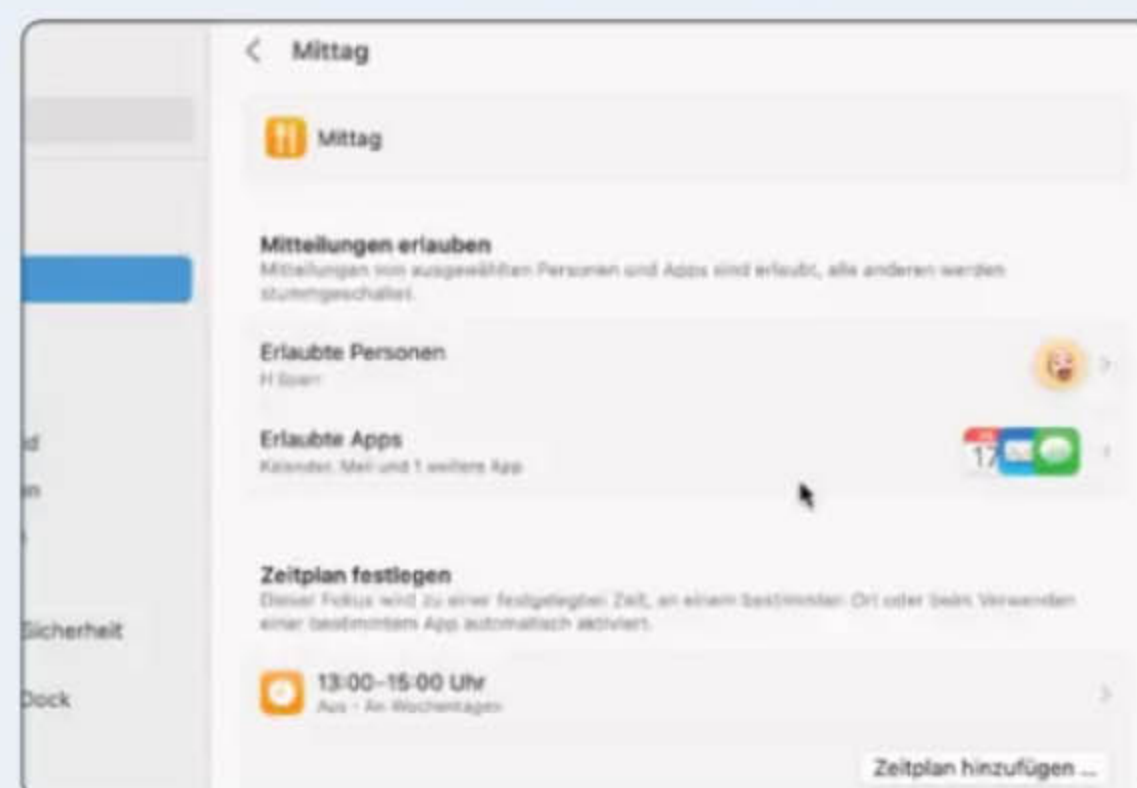 Mittag
Mittag
Mitteilungen erlauben
Mitteilungen von ausgewählten Personen und Apps sind erlaubt, alle anderen werden
stummgeschaltet.
Erlaubte Personen
H
Erlaubte Apps
Kalender, Mail und 1 weitere App
17
Zeitplan festlegen
Dieser Fokus wird zu einer festgelegten Zeit, an einem bestimmten Ort oder beim Verwenden
einer bestimmten App automatisch aktiviert.
d
in
Sicherheit
13:00–15:00 Uhr
Dock
Aus - An Wochentagen
Zeitplan hinzufügen ...